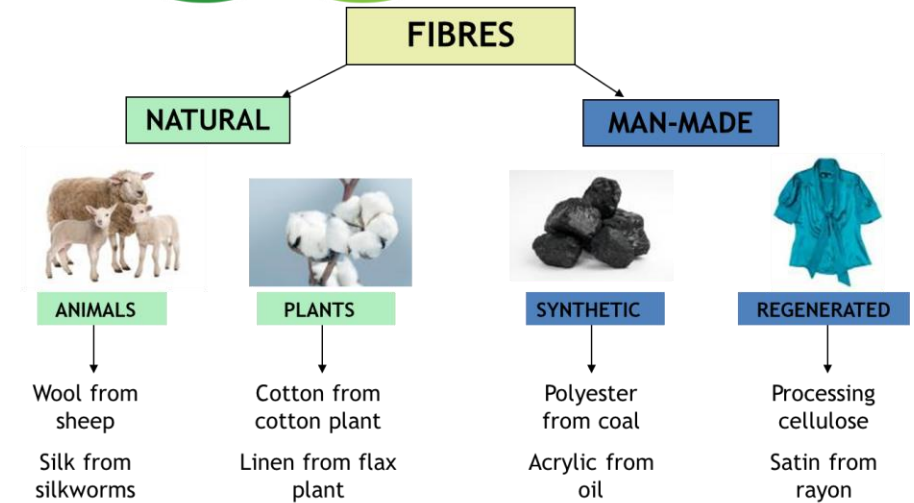 FIBRES
NATURAL
MAN-MADE
ANIMALS
PLANTS
SYNTHETIC
REGENERATED
Wool from
sheep
Silk from
silkworms
Cotton from
cotton plant
Linen from flax
plant
Polyester
from coal
Acrylic from
oil
Processing
cellulose
Satin from
rayon